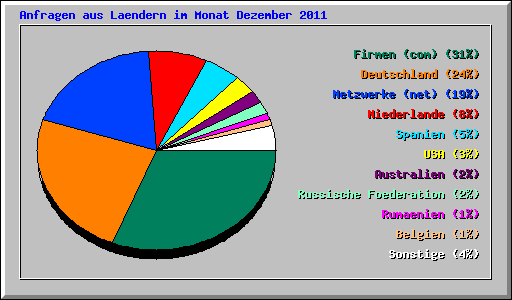 Anfragen aus Laendern im Monat Dezember 2011
Firmen (com) (31%)
Deutschland (24%)
Netzwerke (net) (19%)
Niederlande (8%)
Spanien (5%)
USA (3%)
Australien (2%)
Russische Foederation (2%)
Rumaenien (1%)
Belgien (1%)
Sonstige (4%)